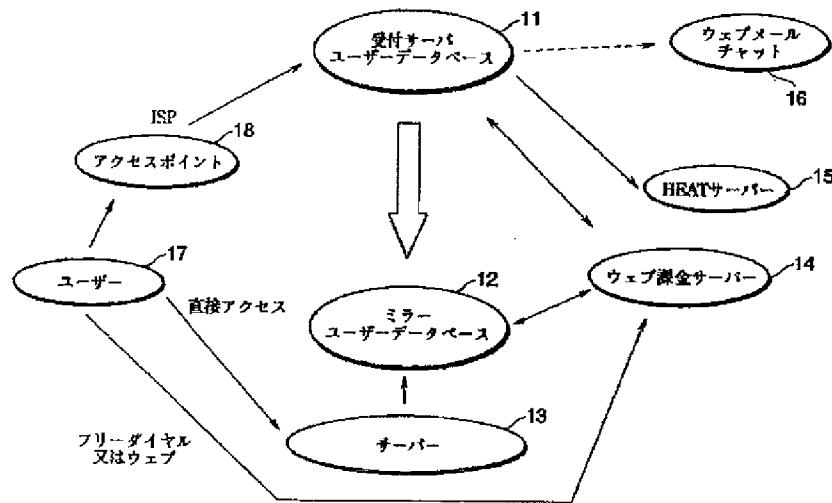 11
受付サーバ
ユーザーデータベース
ウェブメール
チャット
16
ISP
18
アクセスポイント
HEATサーバー
15
17
ユーザー
直接アクセス
12
ミラー
ユーザーデータベース
ウェブ課金サーバー
14
13
サーバー
フリーダイヤル
又はウェブ